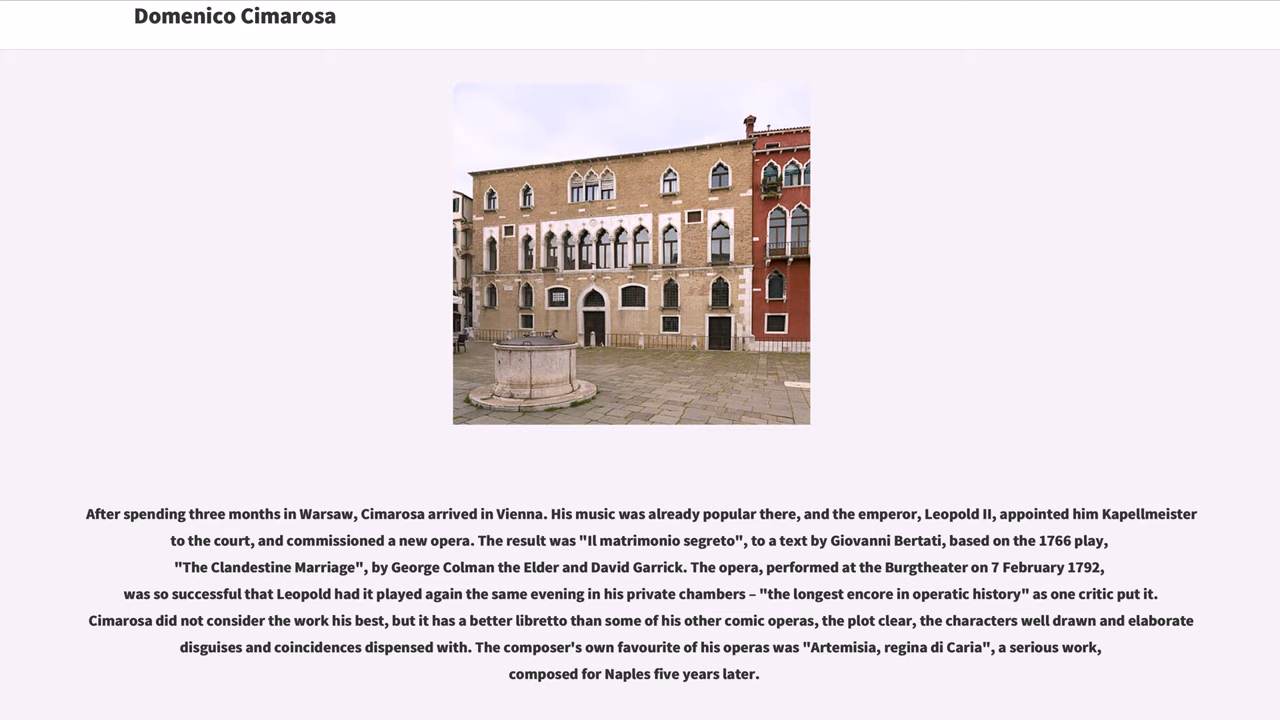 Domenico Cimarosa
After spending three months in Warsaw, Cimarosa arrived in Vienna. His music was already popular there, and the emperor, Leopold II, appointed him Kapellmeister
to the court, and commissioned a new opera. The result was "Il matrimonio segreto", to a text by Giovanni Bertati, based on the 1766 play,
"The Clandestine Marriage", by George Colman the Elder and David Garrick. The opera, performed at the Burgtheater on 7 February 1792,
was so successful that Leopold had it played again the same evening in his private chambers – "the longest encore in operatic history" as one critic put it.
Cimarosa did not consider the work his best, but it has a better libretto than some of his other comic operas, the plot clear, the characters well drawn and elaborate
disguises and coincidences dispensed with. The composer's own favourite of his operas was "Artemisia, regina di Caria", a serious work,
composed for Naples five years later.